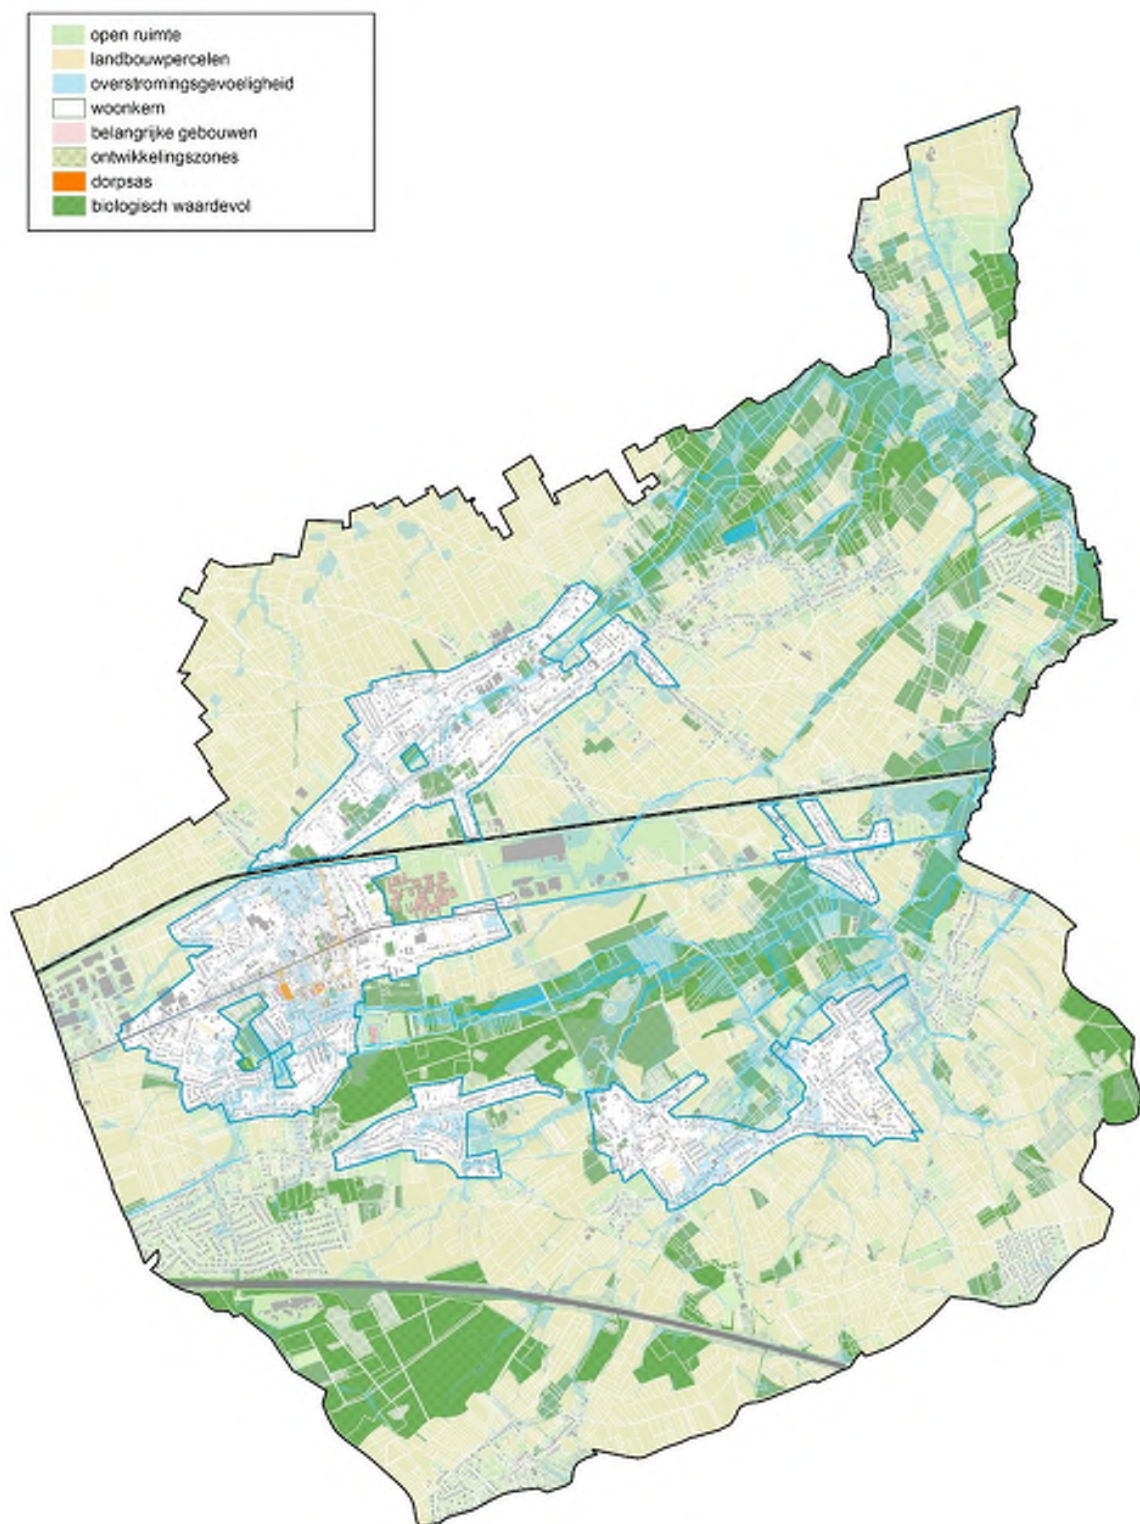 open ruimte
landbouwpercelen
overstromingsgevoeligheid
woonkern
belangrijke gebouwen
ontwikkelingszones
dorpsas
biologisch waardevol